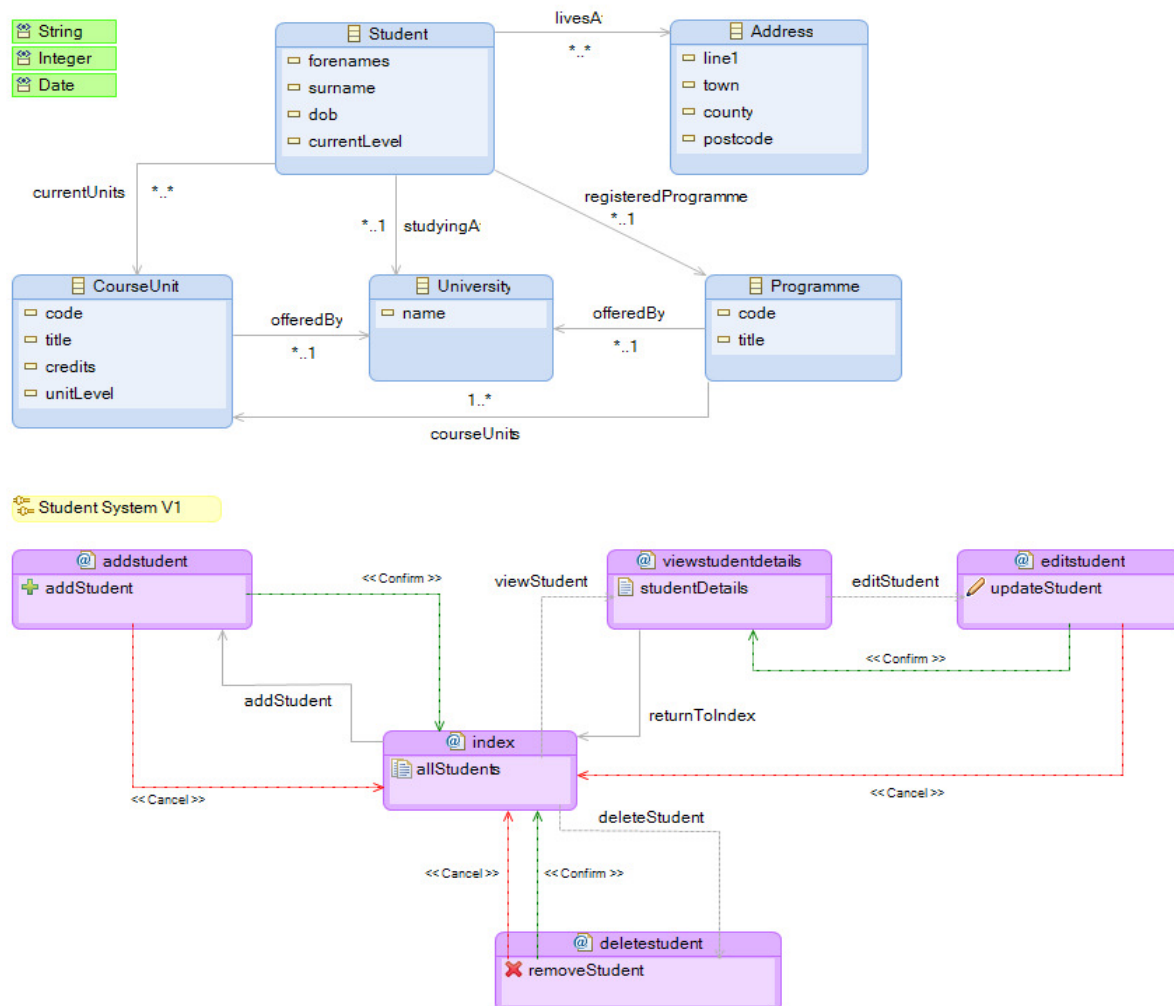 String
Integer
Date
Student
forenames
surname
dob
currentLevel
livesA
*..*
Address
line1
town
county
postcode
currentUnits
*..*
*..1
studyingA
registeredProgramme
*..1
CourseUnit
code
title
credits
unitLevel
offeredBy
*..1
University
name
offeredBy
*..1
Programme
code
title
1..*
courseUnits
Student System V1
addstudent
addStudent
<< Confirm >>
viewStudent
viewstudentdetails
studentDetails
editStudent
editstudent
updateStudent
<< Confirm >>
addStudent
returnToIndex
index
allStudents
<< Cancel >>
<< Cancel >>
deleteStudent
<< Cancel >>
<< Confirm >>
deletestudent
removeStudent